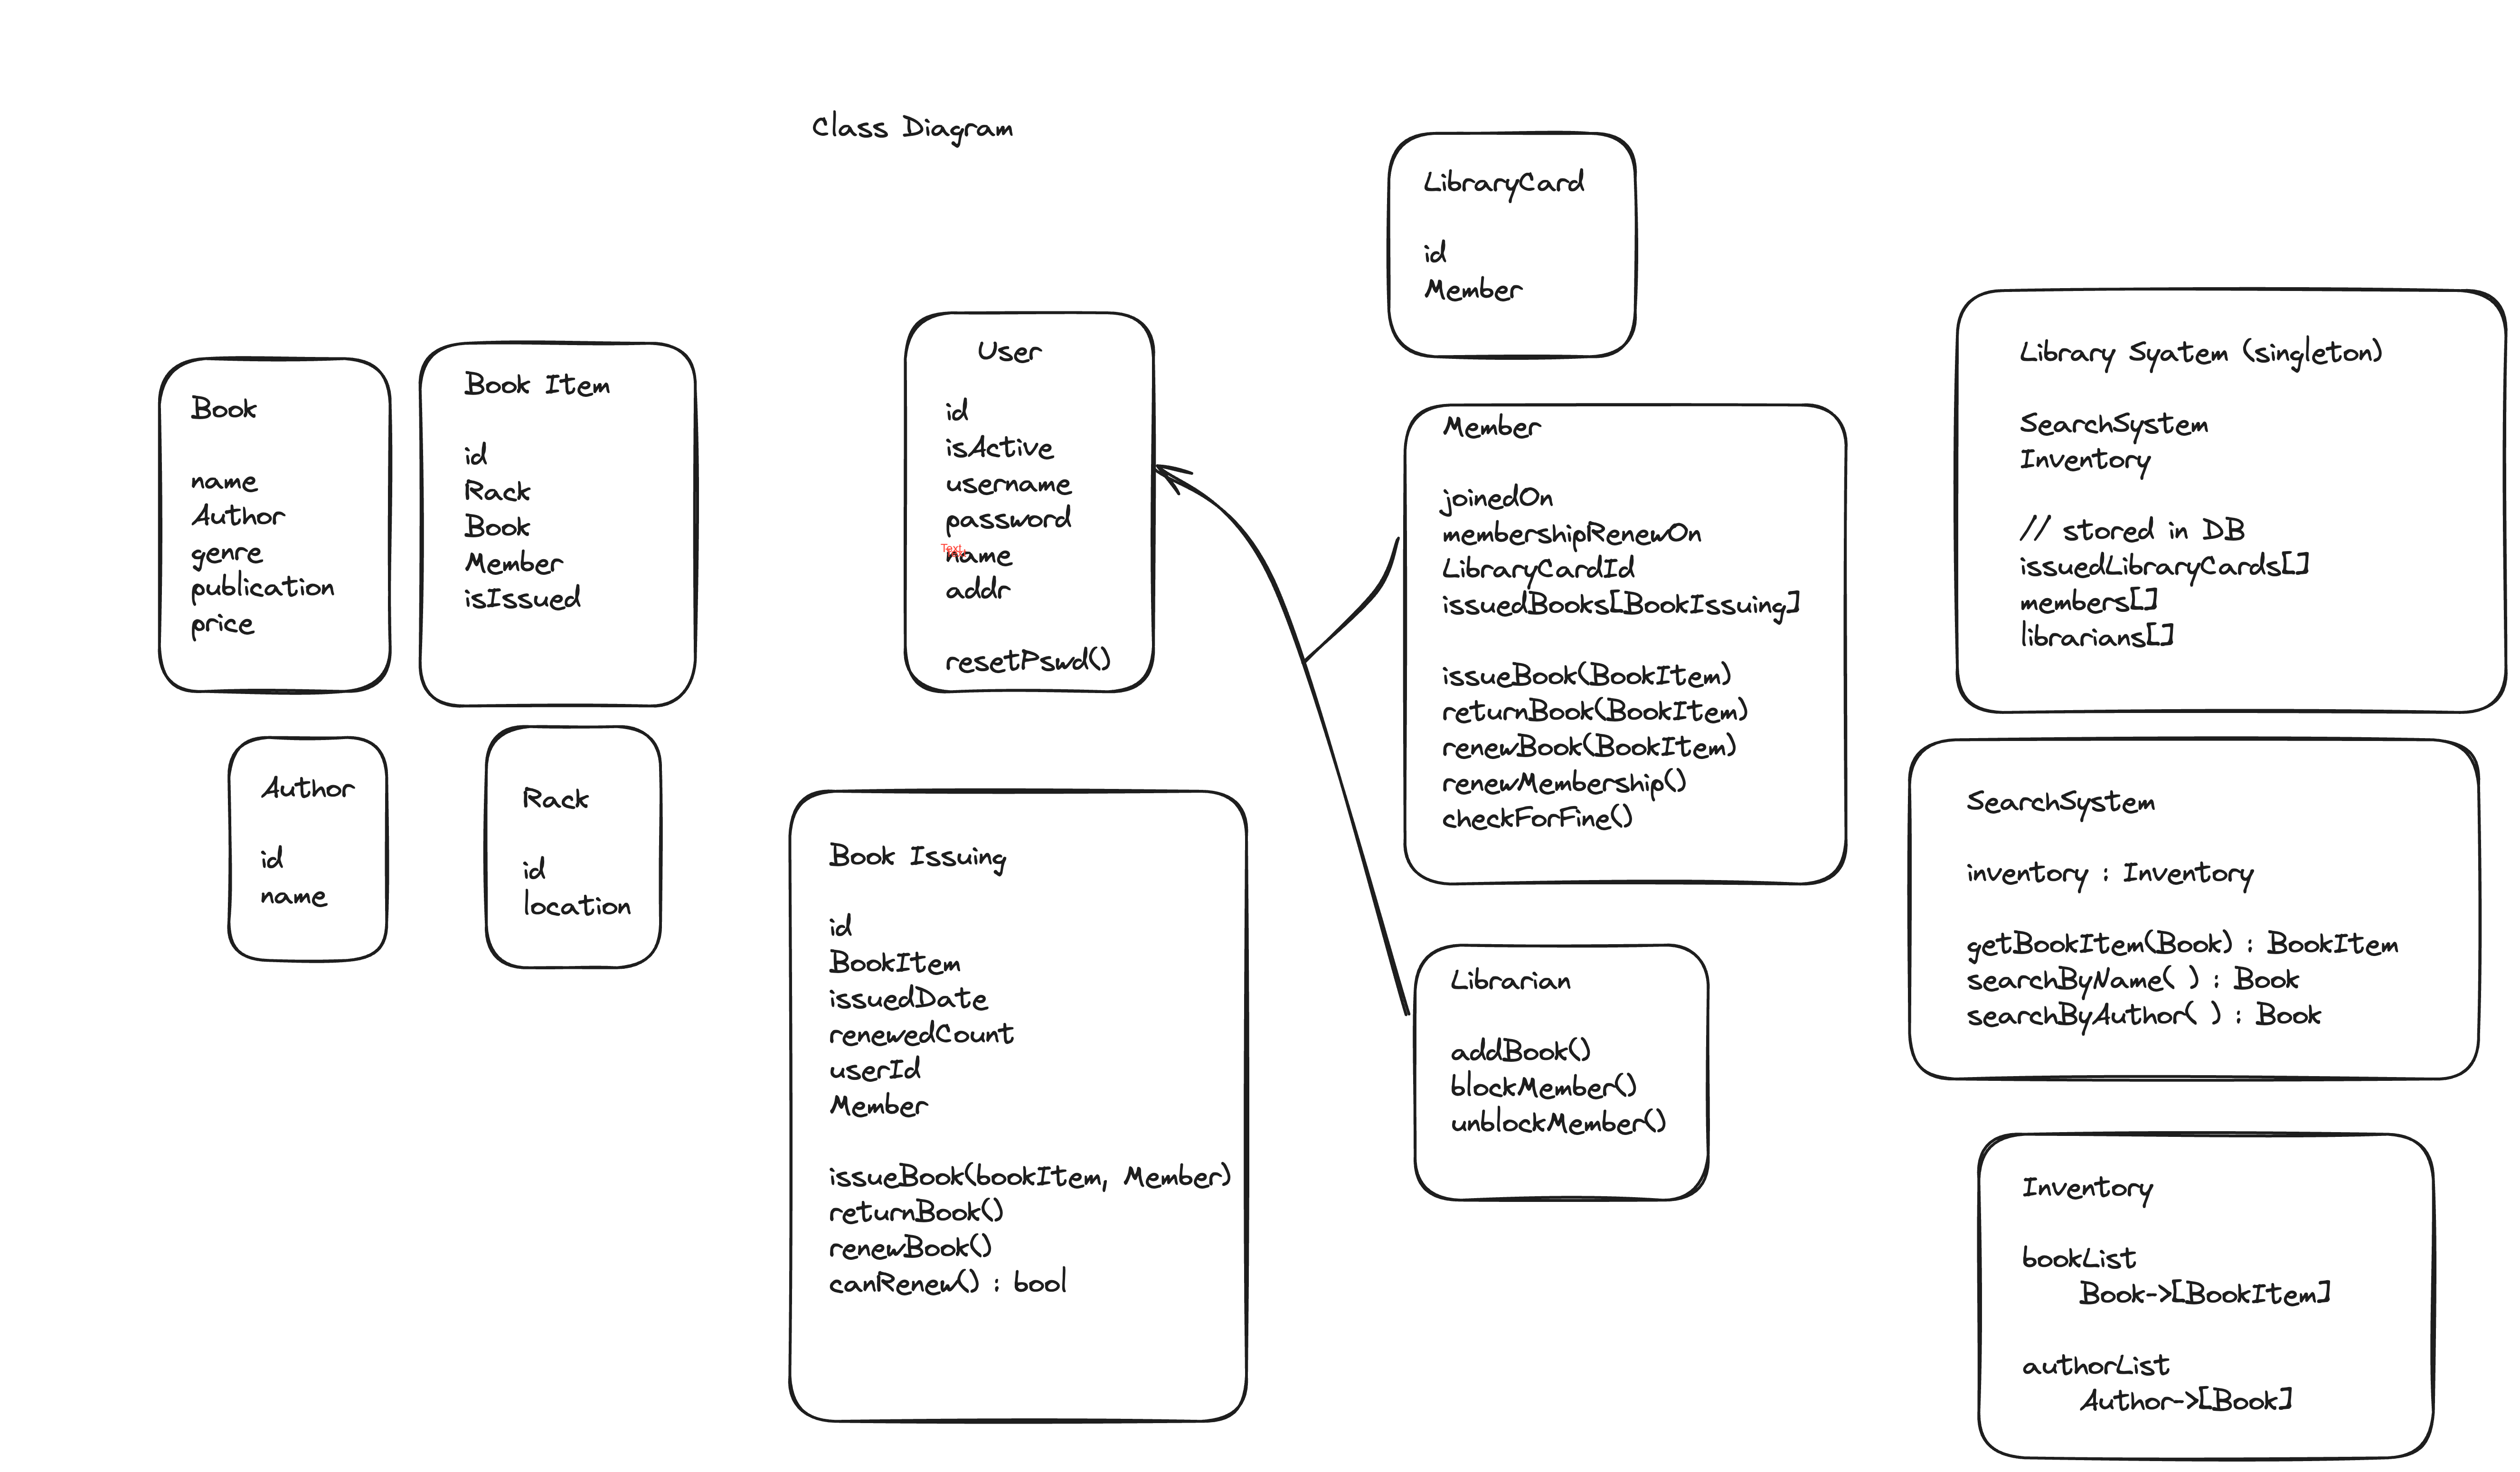 Class Diagram
Book
name
Author
genre
publication
price
Book Item
id
Rack
Book
Member
isIssued
Author
id
name
Rack
id
location
User
id
isActive
username
password
Text
name
addr
resetPswd()
Book Issuing
id
BookItem
issuedDate
renewedCount
userId
Member
issueBook(bookItem, Member)
returnBook()
renewBook()
canRenew() : bool
LibraryCard
id
Member
Member
joinedOn
membershipRenewOn
LibraryCardId
issuedBooks[BookIssuing]
issueBook(BookItem)
returnBook(BookItem)
renewBook(BookItem)
renewMembership()
checkForFine()
Librarian
addBook()
blockMember()
unblockMember()
Library Syatem (singleton)
SearchSystem
Inventory
// stored in DB
issuedLibraryCards[]
members[]
librarians[]
SearchSystem
inventory : Inventory
getBookItem(Book) : BookItem
searchByName( ) : Book
searchByAuthor( ) : Book
Inventory
bookList
Book->[BookItem]
authorList
Author->[Book]